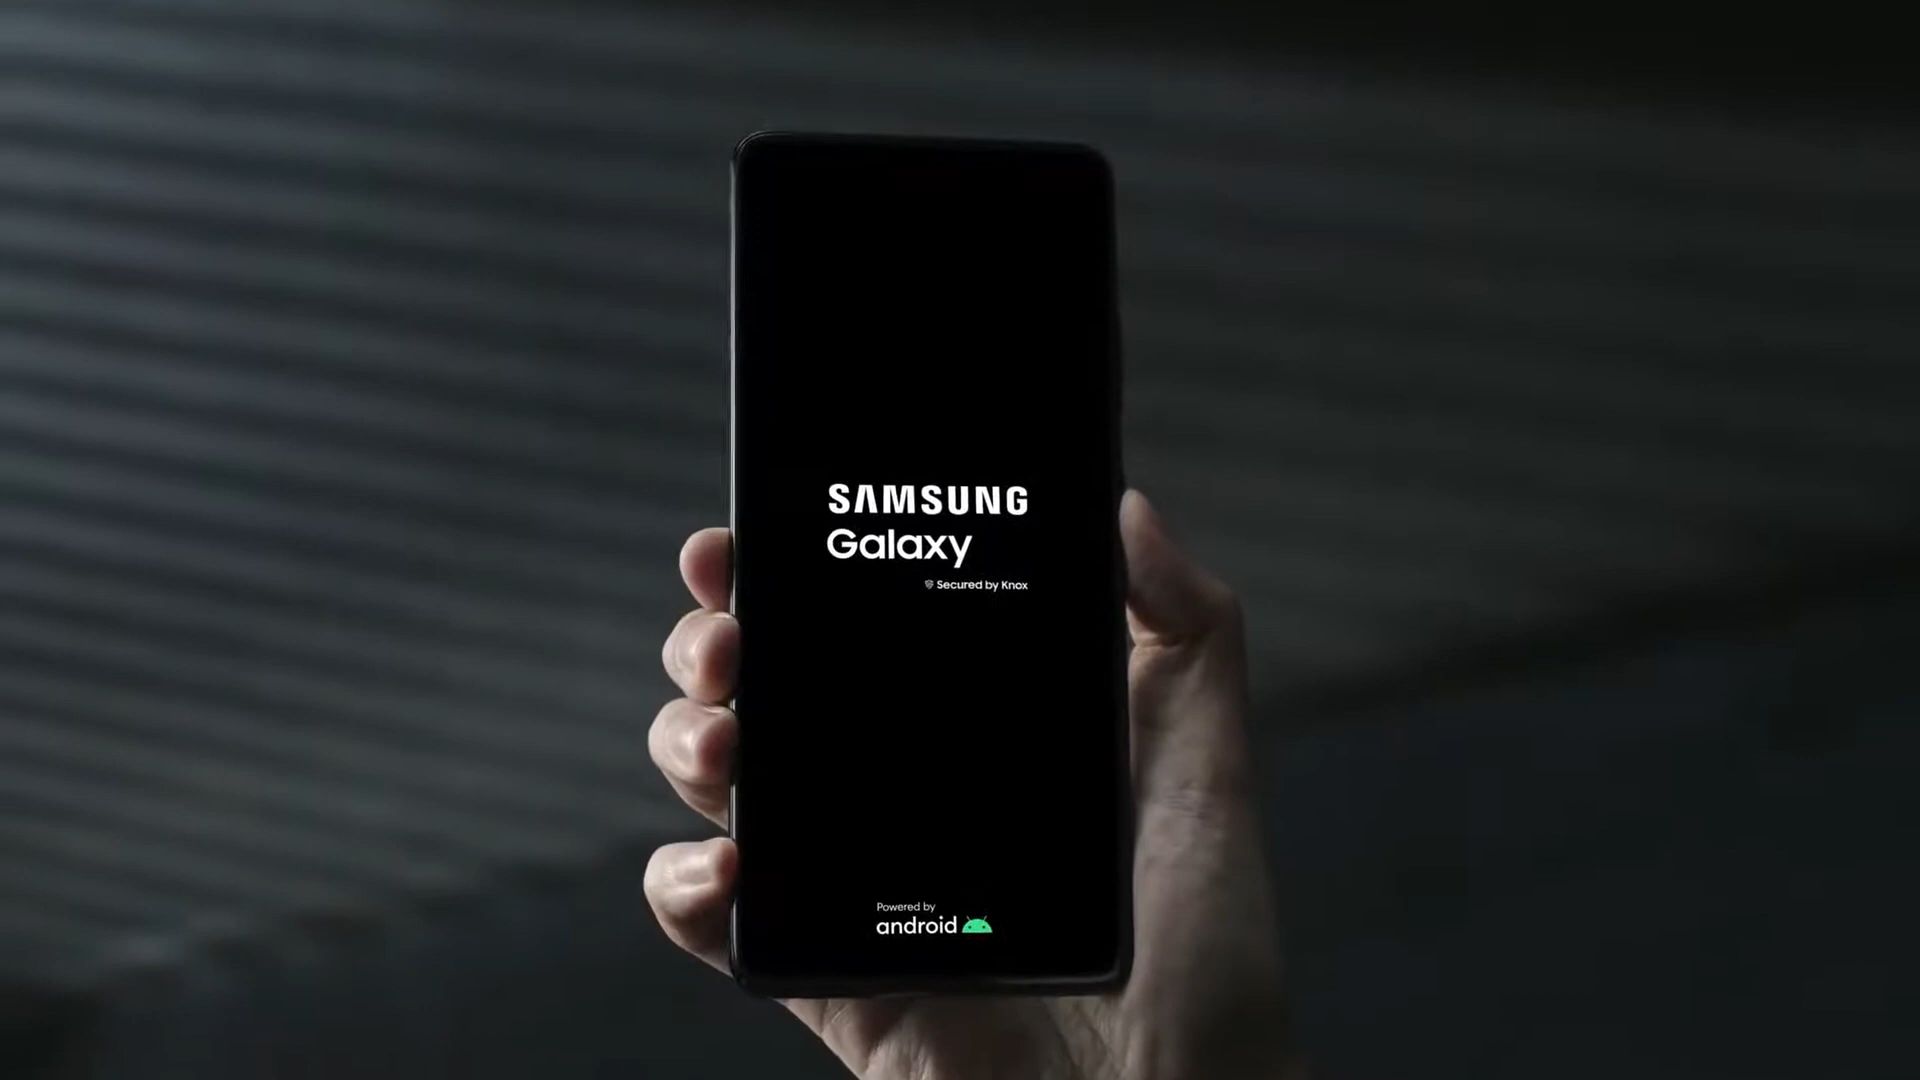 SAMSUNG
Galaxy
Secured by Knox
Powered by
android